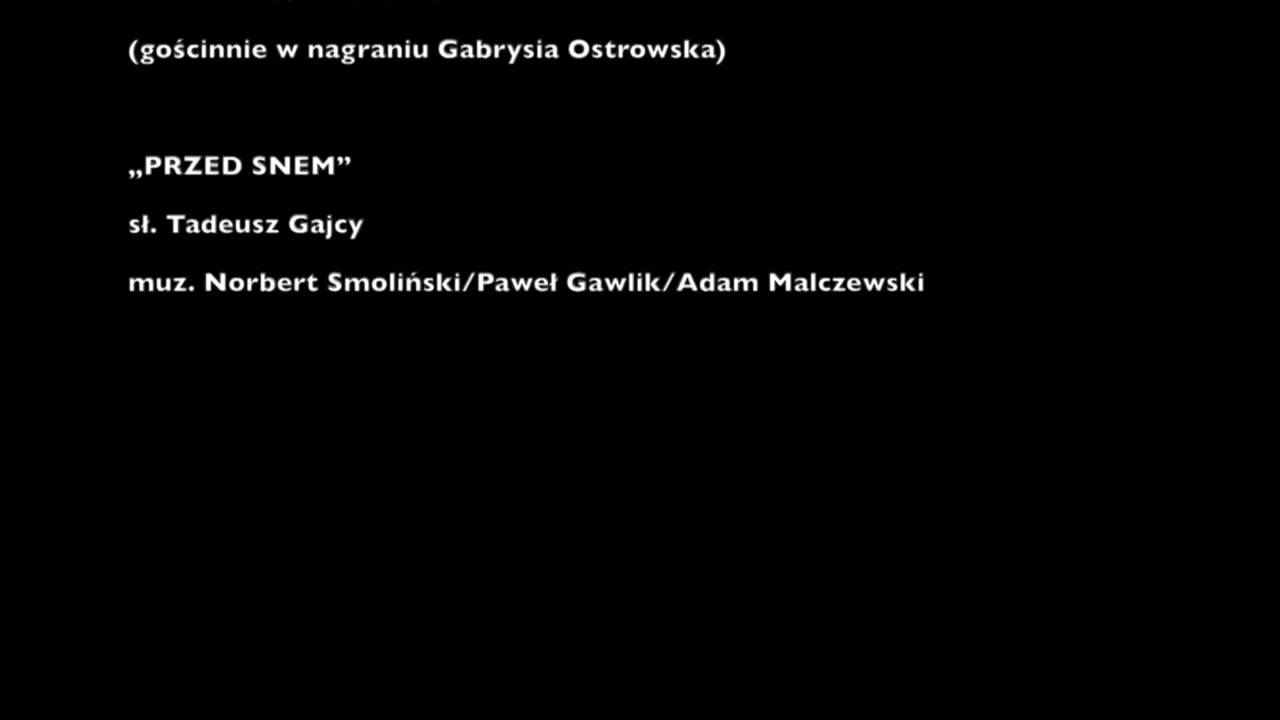 (gościnnie w nagraniu Gabrysia Ostrowska)
„PRZED SNEM”
sł. Tadeusz Gajcy
muz. Norbert Smoliński/Paweł Gawlik/Adam Malczewski